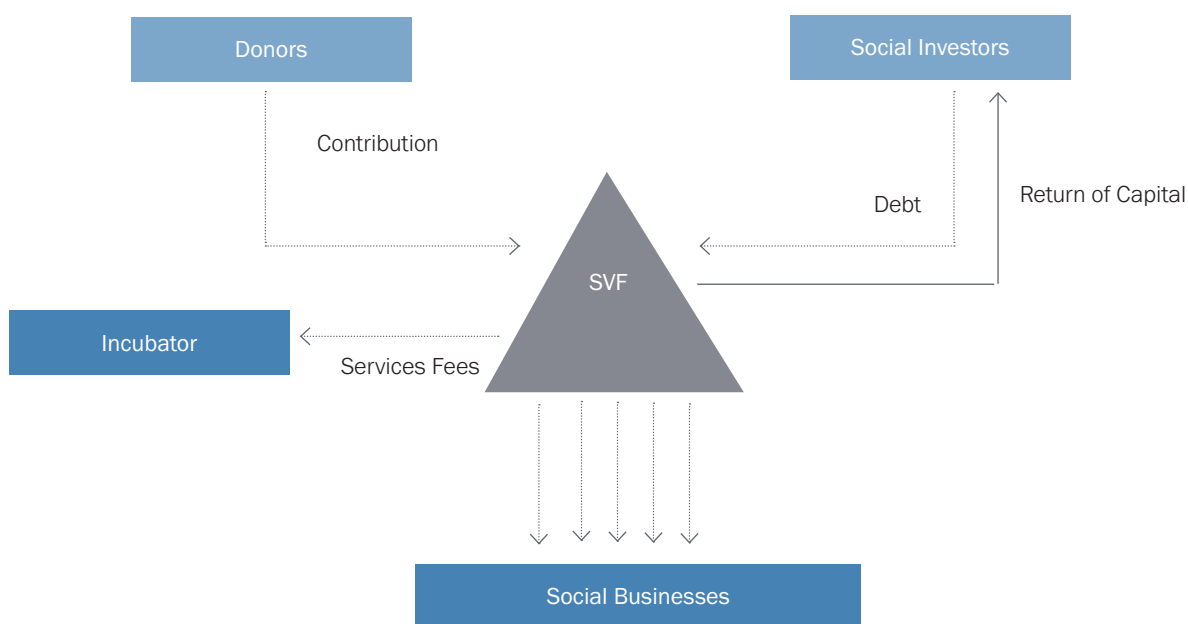 Donors
Social Investors
Contribution
Debt
Return of Capital
SVF
Incubator
Services Fees
Social Businesses